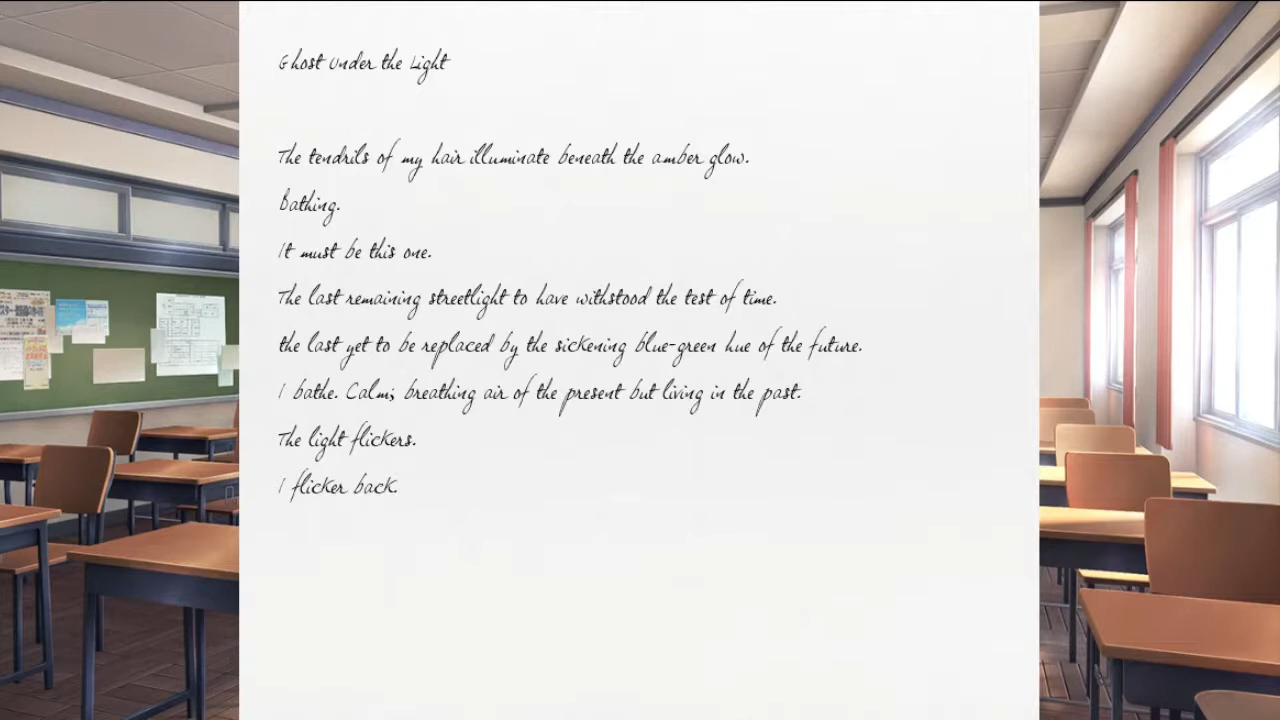 Ghost Under the Light
The tendrils of my hair illuminate beneath the amber glow.
Bathing.
It must be this one.
The last remaining streetlight to have withstood the test of time.
the last yet to be replaced by the sickening blue-green hue of the future.
I bathe. Calm; breathing air of the present but living in the past.
The light flickers.
I flicker back.